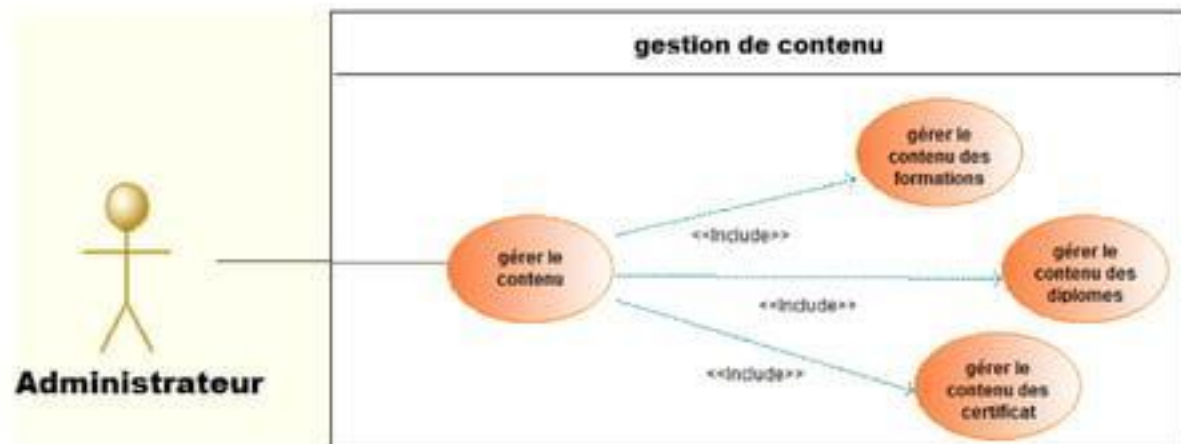 gestion de contenu
gérer le
contenu des
formations
<<Include>>
gérer le
contenu
gérer le
contenu des
diplomes
<<Include>>
gérer le
contenu des
certificat
<<Include>>
Administrateur